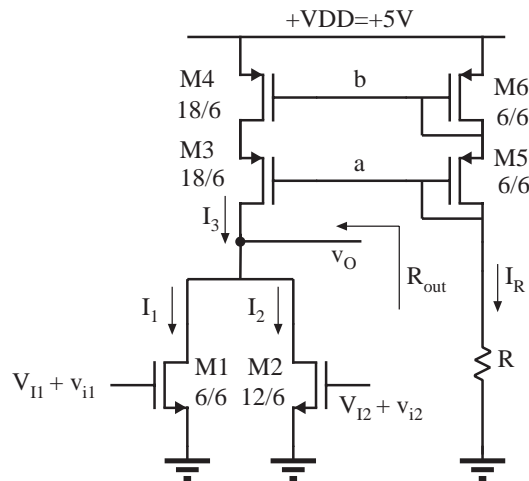 +VDD=+5V
M4
18/6
b
M6
6/6
M3
18/6
a
M5
6/6
I3
vO
Rout
IR
I1
I2
M1
6/6
M2
12/6
R
VI1 + vi1
VI2 + vi2